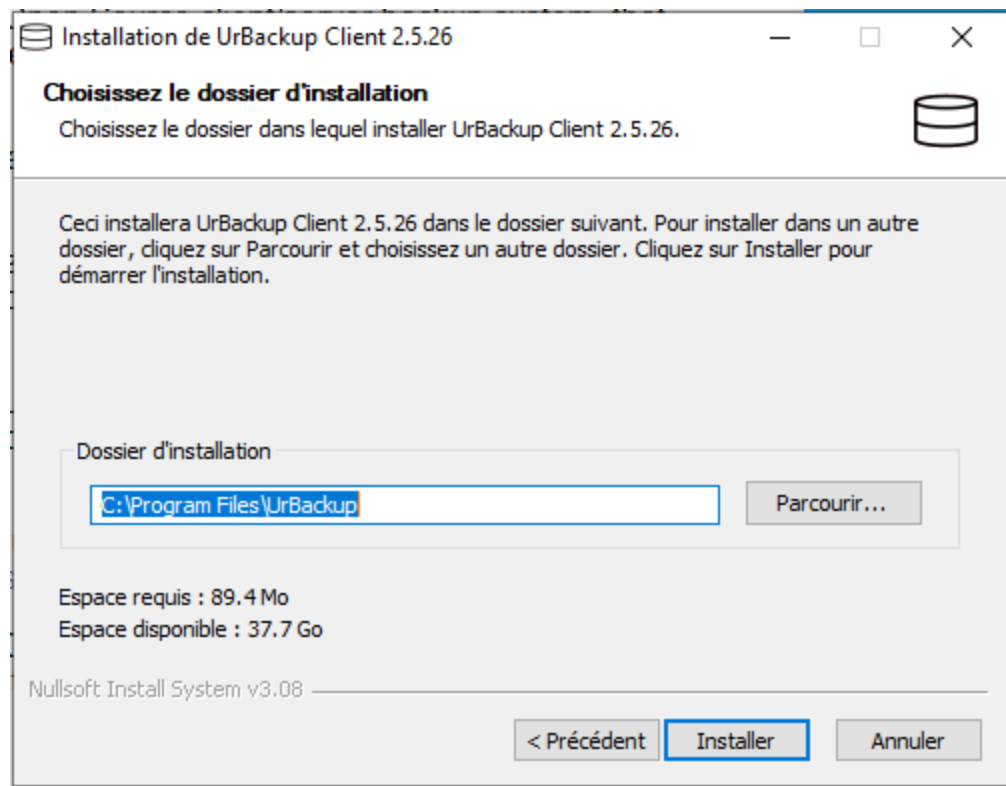 Installation de UrBackup Client 2.5.26
Choisissez le dossier d'installation
Choisissez le dossier dans lequel installer UrBackup Client 2.5.26.
Ceci installera UrBackup Client 2.5.26 dans le dossier suivant. Pour installer dans un autre
dossier, cliquez sur Parcourir et choisissez un autre dossier. Cliquez sur Installer pour
démarrer l'installation.
Dossier d'installation
C:\Program Files\UrBackup
Parcourir...
Espace requis : 89.4 Mo
Espace disponible : 37.7 Go
Nullsoft Install System v3.08
< Précédent
Installer
Annuler